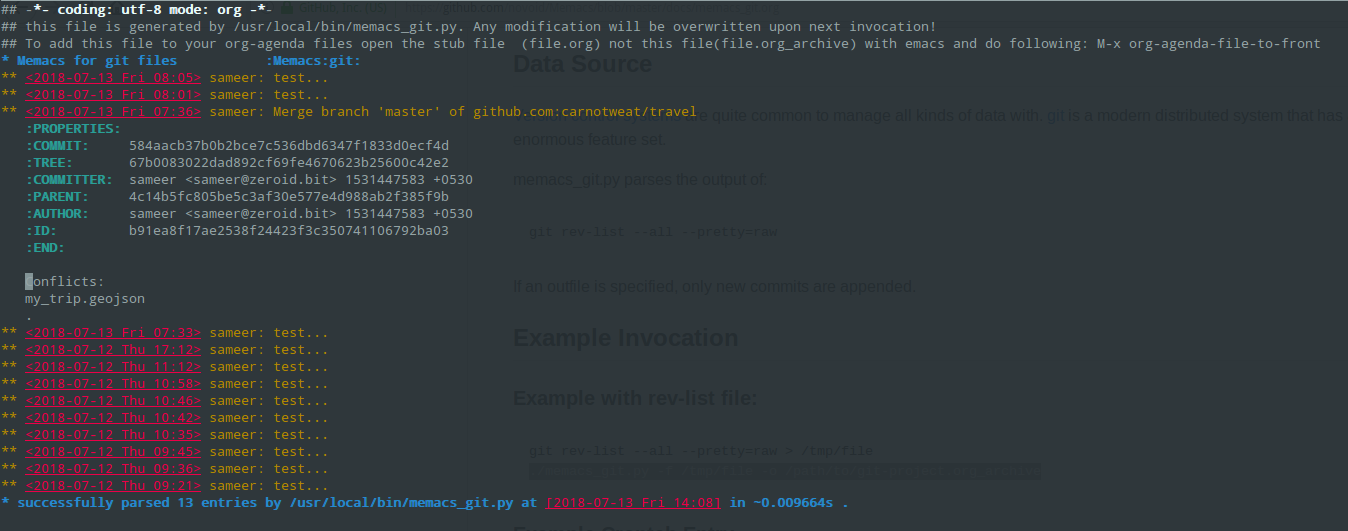 ## -*- coding: utf-8 mode: org -*-
## this file is generated by /usr/local/bin/memacs_git.py. Any modification will be overwritten upon next invocation!
## To add this file to your org-agenda files open the stub file  (file.org) not this file(file.org_archive) with emacs and do following: M-x org-agenda-file-to-front
* Memacs for git files           :Memacs:git:
** <2018-07-13 Fri 08:05> sameer: test...
** <2018-07-13 Fri 08:01> sameer: test...
** <2018-07-13 Fri 07:36> sameer: Merge branch 'master' of github.com:carnotweat/travel
   :PROPERTIES:
   :COMMIT:     584aacb37b0b2bce7c536dbd6347f1833d0ecf4d
   :TREE:       67b0083022dad892cf69fe4670623b25600c42e2
   :COMMITTER:  sameer <sameer@zeroid.bit> 1531447583 +0530
   :PARENT:     4c14b5fc805be5c3af30e577e4d988ab2f385f9b
   :AUTHOR:     sameer <sameer@zeroid.bit> 1531447583 +0530
   :ID:         b91ea8f17ae2538f24423f3c350741106792ba03
   :END:
   Conflicts:
   my_trip.geojson
   .
** <2018-07-13 Fri 07:33> sameer: test...
** <2018-07-12 Thu 17:12> sameer: test...
** <2018-07-12 Thu 11:12> sameer: test...
** <2018-07-12 Thu 10:58> sameer: test...
** <2018-07-12 Thu 10:46> sameer: test...
** <2018-07-12 Thu 10:42> sameer: test...
** <2018-07-12 Thu 10:35> sameer: test...
** <2018-07-12 Thu 09:45> sameer: test...
** <2018-07-12 Thu 09:36> sameer: test...
** <2018-07-12 Thu 09:21> sameer: test...
* successfully parsed 13 entries by /usr/local/bin/memacs_git.py at [2018-07-13 Fri 14:08] in ~0.009664s .
Data Source
are quite common to manage all kinds of data with. git is a modern distributed system that has
enormous feature set.
memacs_git.py parses the output of:
git rev-list --all --pretty=raw
If an outfile is specified, only new commits are appended.
Example Invocation
Example with rev-list file:
git rev-list --all --pretty=raw > /tmp/file